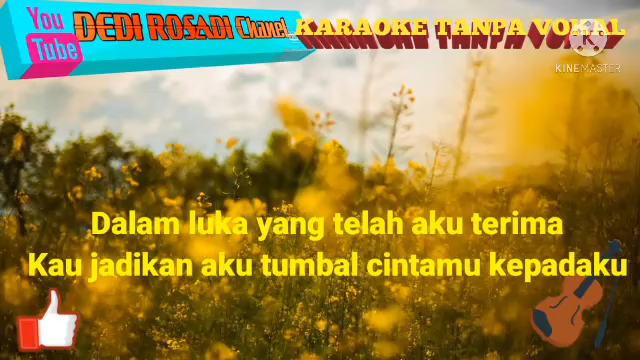 You
Tube
DEDI ROSADI Chanel
KARAOKE TANPA VOKAL
KINEMASTER
Dalam luka yang telah aku terima
Kau jadikan aku tumbal cintamu kepadaku